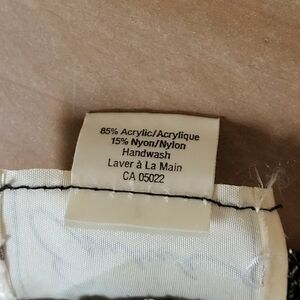 85% Acrylic/Acrylique
15% Nyon/Nylon
Handwash
Laver à La Main
CA 05022